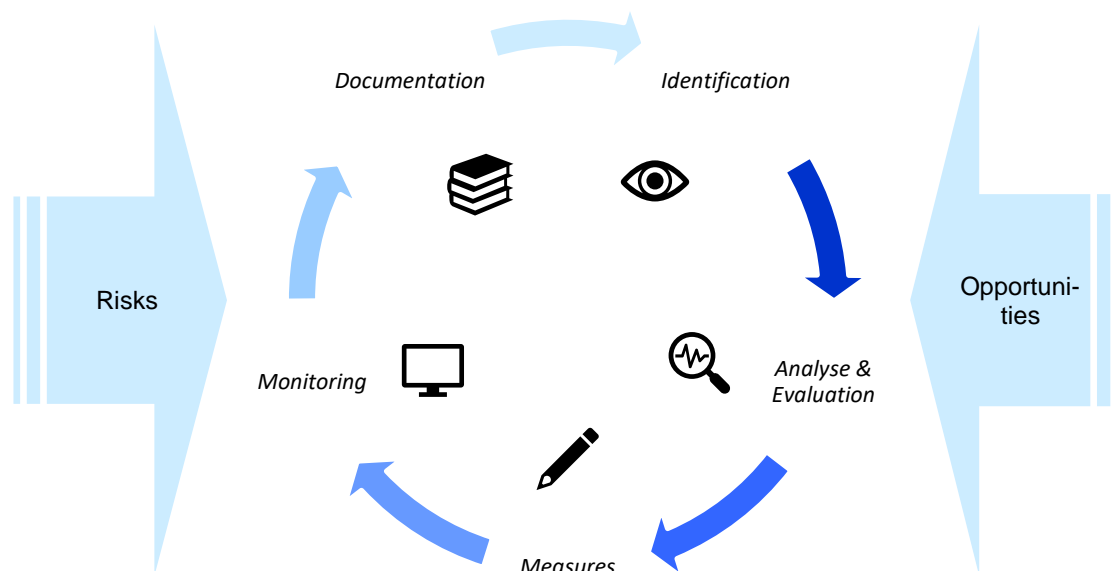 Documentation
Identification
Risks
Opportuni-
ties
Monitoring
Analyse &
Evaluation
Measures